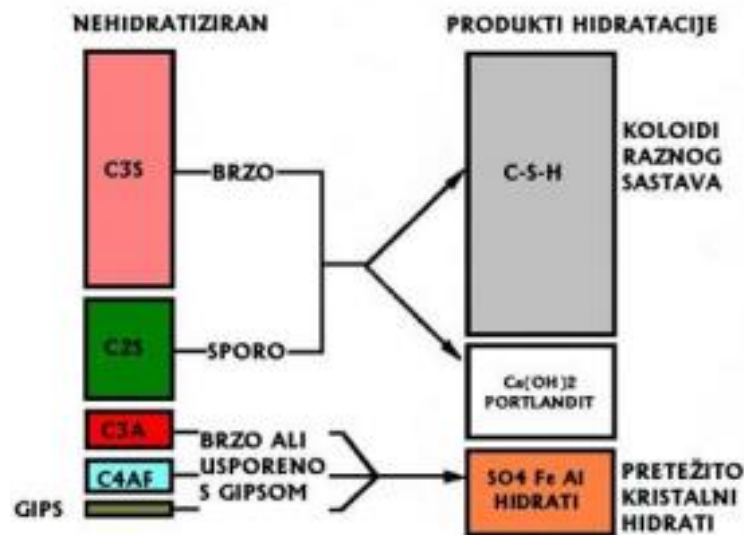 NEHIDRATIZIRAN
PRODUKTI HIDRATACIJE
C3S
BRZO
C-S-H
KOLOIDI
RAZNOG
SASTAVA
C2S
SPORO
Ca(OH)2
PORTLANDIT
C3A
BRZO ALI
USPORENO
S GIPSOM
C4AF
GIPS
SO4 Fe Al
HIDRATI
PRETEŽITO
KRISTALNI
HIDRATI